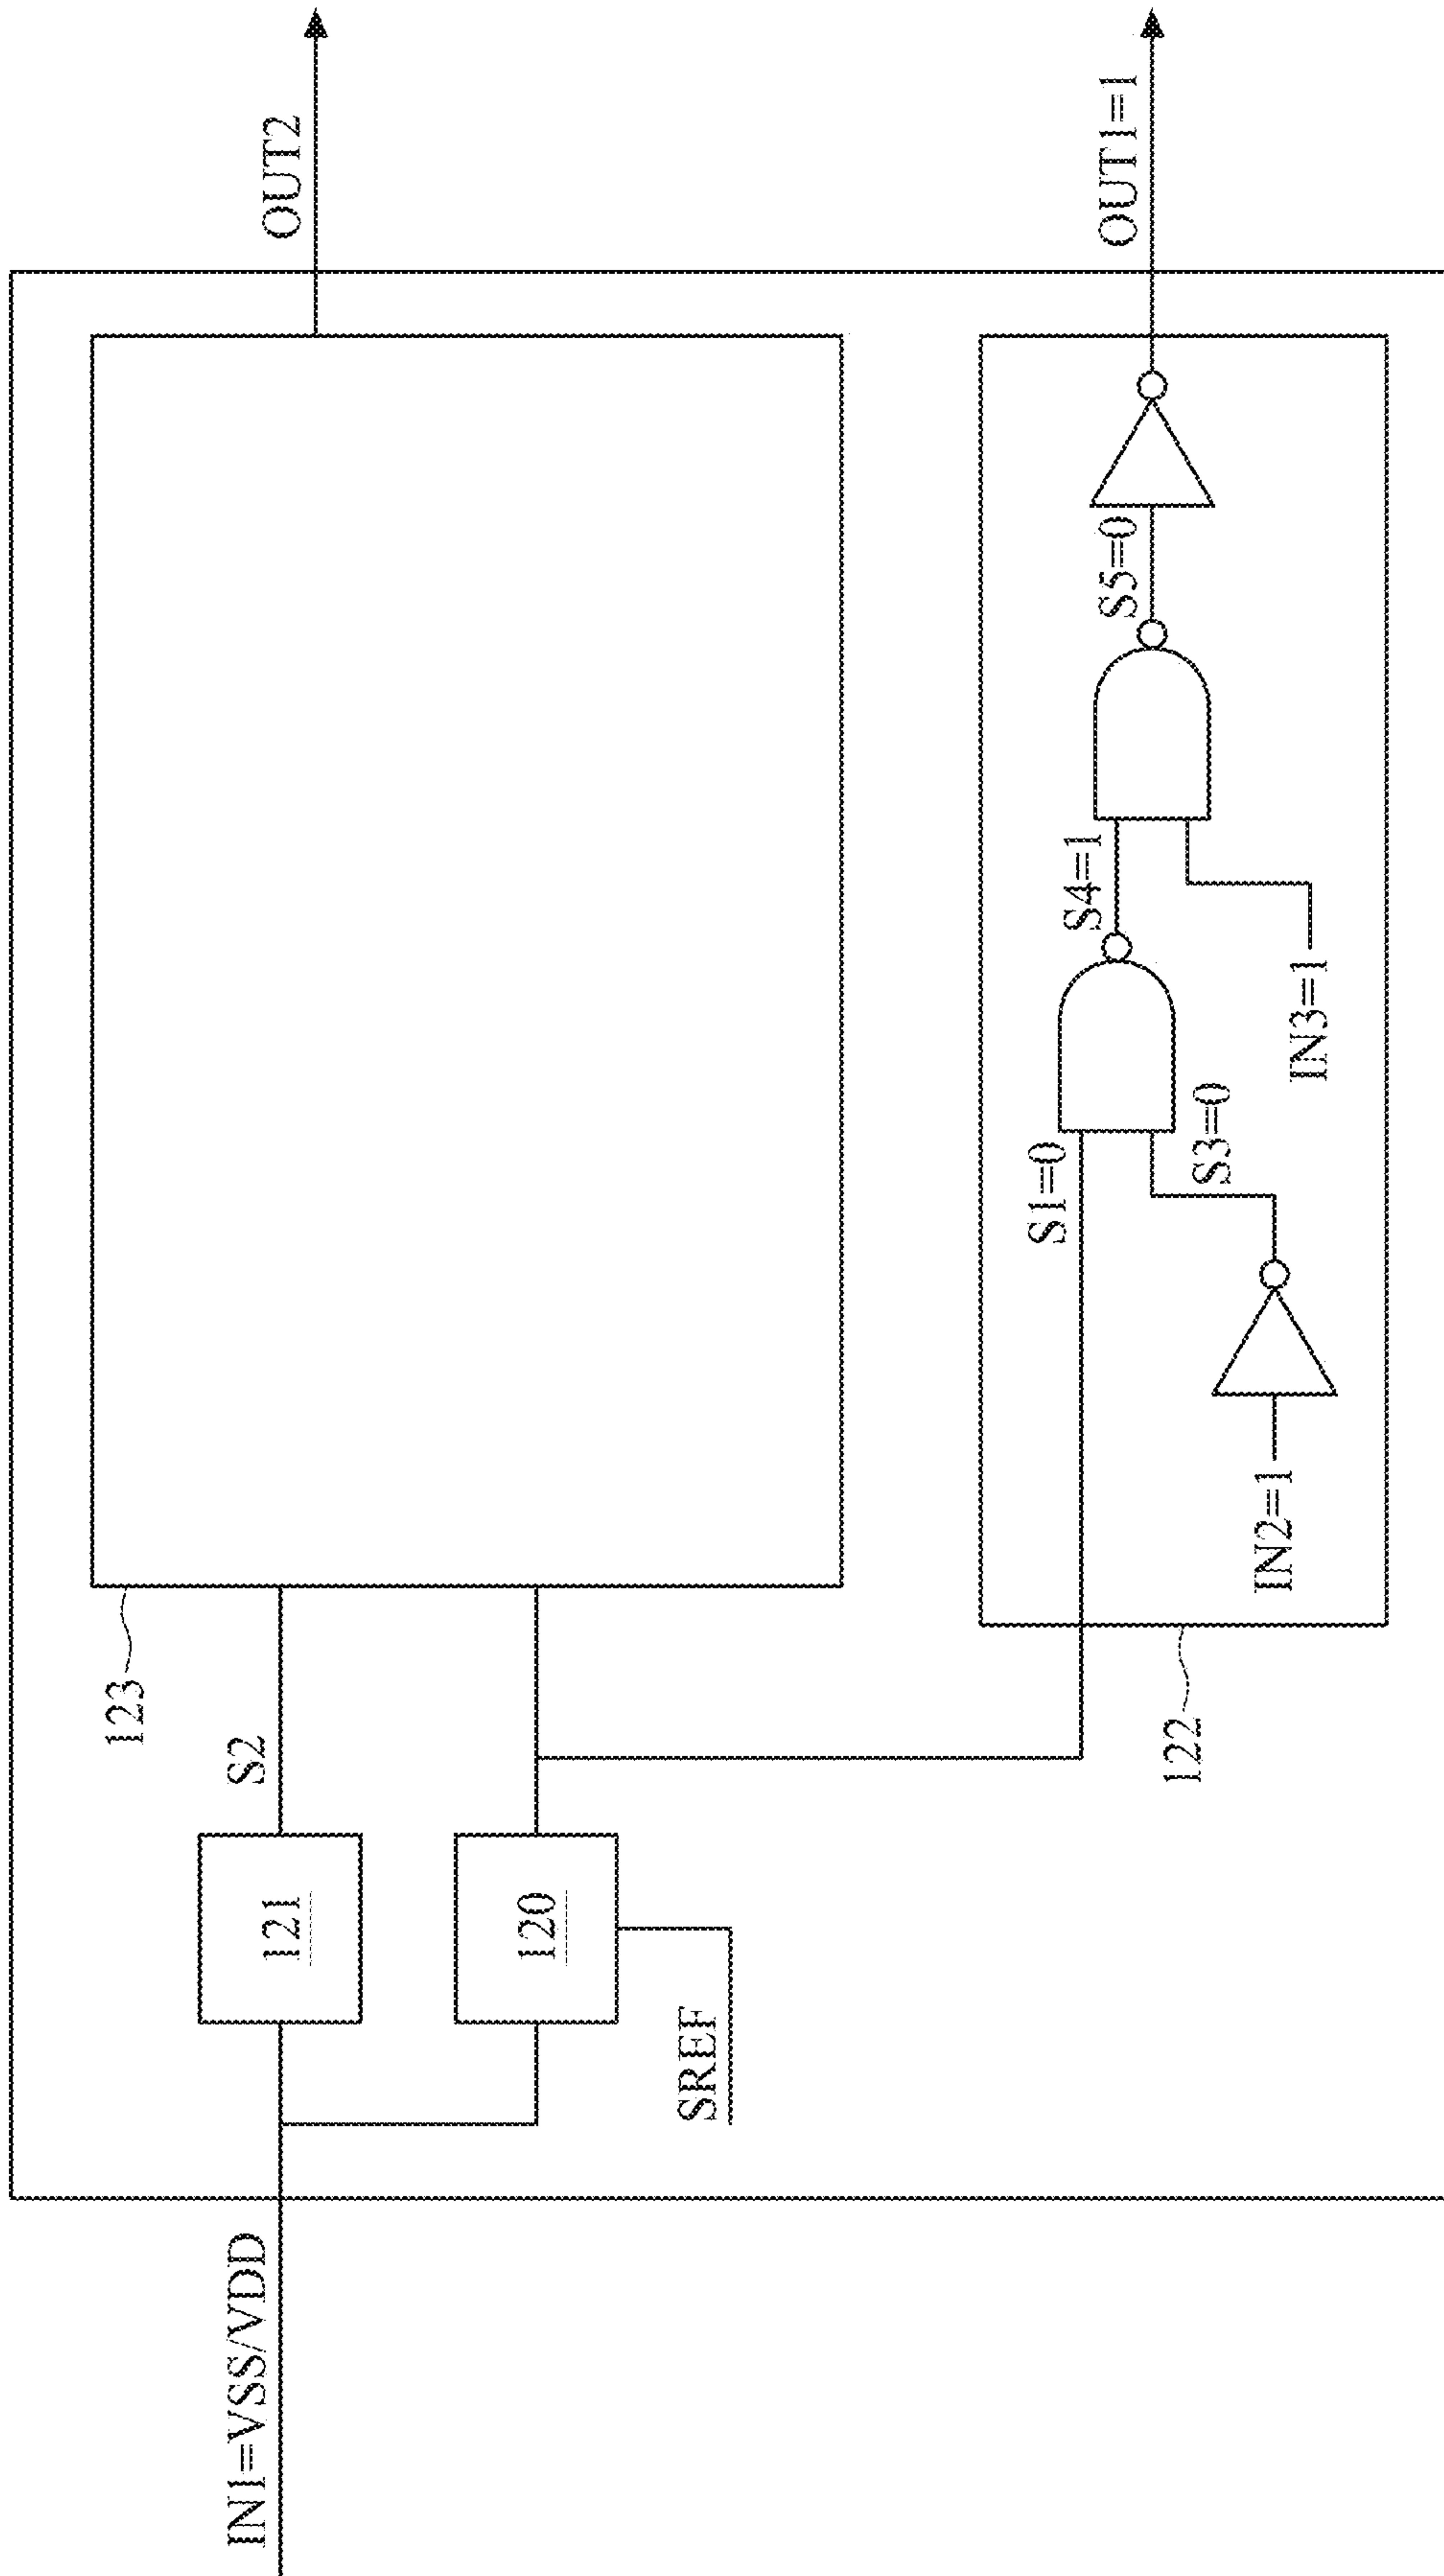 IN1=VSS/VDD
121
S2
123
OUT2
SREF
120
122
S1=0
IN2=1
S3=0
S4=1
IN3=1
S5=0
OUT1=1